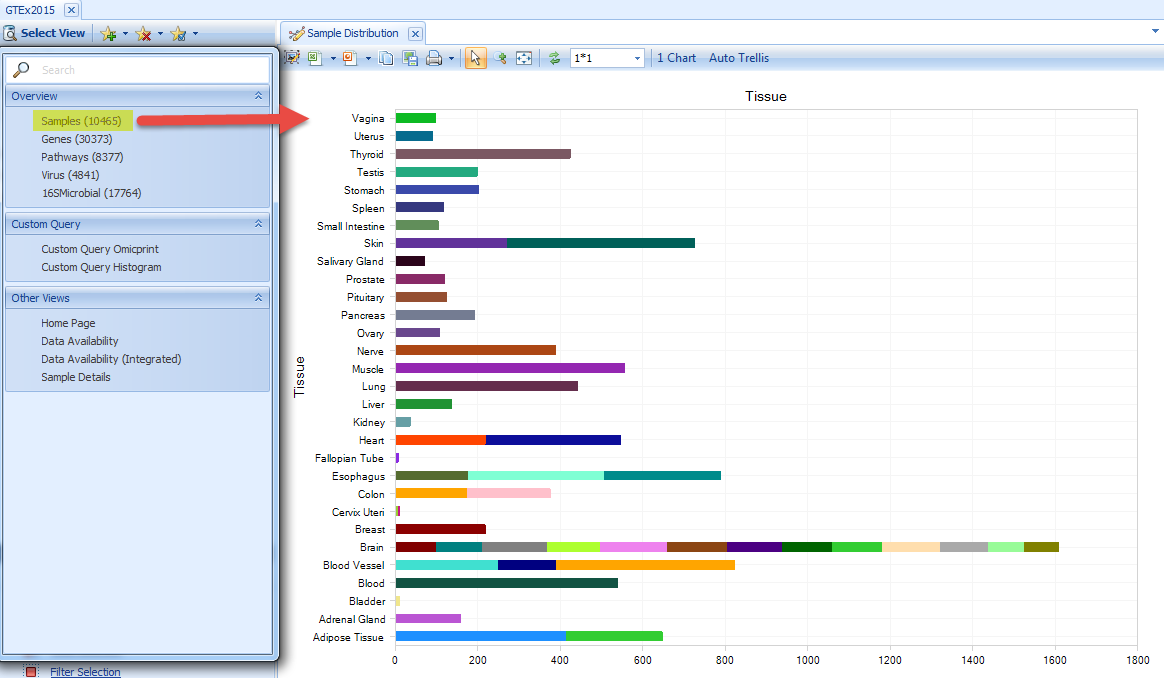 GTEx2015
Select View
Search
Overview
Samples (10465)
Genes (30373)
Pathways (8377)
Virus (4841)
16SMicrobial (17764)
Custom Query
Custom Query Omicprint
Custom Query Histogram
Other Views
Home Page
Data Availability
Data Availability (Integrated)
Sample Details
Filter Selection
Sample Distribution
1*1 1 Chart Auto Trellis
Tissue
Tissue
Vagina
Uterus
Thyroid
Testis
Stomach
Spleen
Small Intestine
Skin
Salivary Gland
Prostate
Pituitary
Pancreas
Ovary
Nerve
Muscle
Lung
Liver
Kidney
Heart
Fallopian Tube
Esophagus
Colon
Cervix Uteri
Breast
Brain
Blood Vessel
Blood
Bladder
Adrenal Gland
Adipose Tissue
0 200 400 600 800 1000 1200 1400 1600 1800